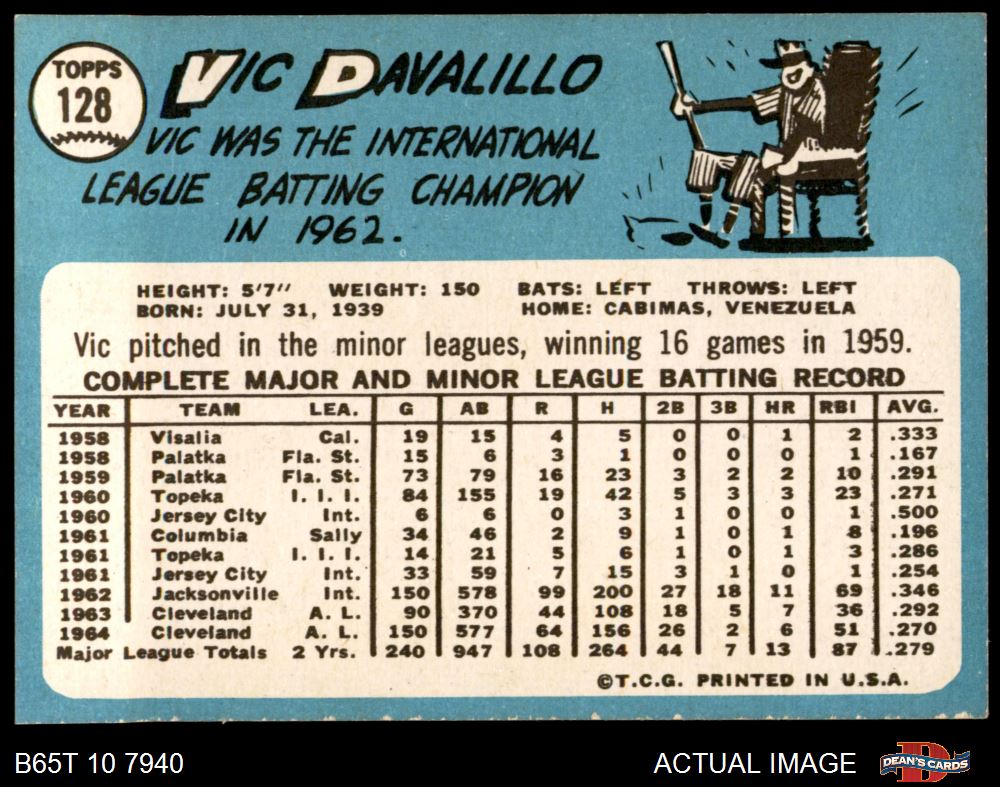 TOPPS
128
VIC DAVALILLO
VIC WAS THE INTERNATIONAL
LEAGUE BATTING CHAMPION
IN 1962.
HEIGHT: 5'7" WEIGHT: 150 BATS: LEFT THROWS: LEFT
BORN: JULY 31, 1939 HOME: CABIMAS, VENEZUELA
Vic pitched in the minor leagues, winning 16 games in 1959.
COMPLETE MAJOR AND MINOR LEAGUE BATTING RECORD
YEAR TEAM LEA. G AB R H 2B 3B HR RBI AVG.
1958 Visalia Cal. 19 15 4 5 0 0 1 2 .333
1958 Palatka Fla. St. 15 6 3 1 0 0 0 1 .167
1959 Palatka Fla. St. 73 79 16 23 3 2 2 10 .291
1960 Topeka I. I. I. 84 155 19 42 5 3 3 23 .271
1960 Jersey City Int. 6 6 0 3 1 0 0 1 .500
1961 Columbia Sally 34 46 2 9 1 0 1 8 .196
1961 Topeka I. I. I. 14 21 5 6 1 0 1 3 .286
1961 Jersey City Int. 33 59 7 15 3 1 0 1 .254
1962 Jacksonville Int. 150 578 99 200 27 18 11 69 .346
1963 Cleveland A. L. 90 370 44 108 18 5 7 36 .292
1964 Cleveland A. L. 150 577 64 156 26 2 6 51 .270
Major League Totals 2 Yrs. 240 947 108 264 44 7 13 87 .279
©T.C.G. PRINTED IN U.S.A.
B65T 10 7940 ACTUAL IMAGE
D
DEAN'S CARDS